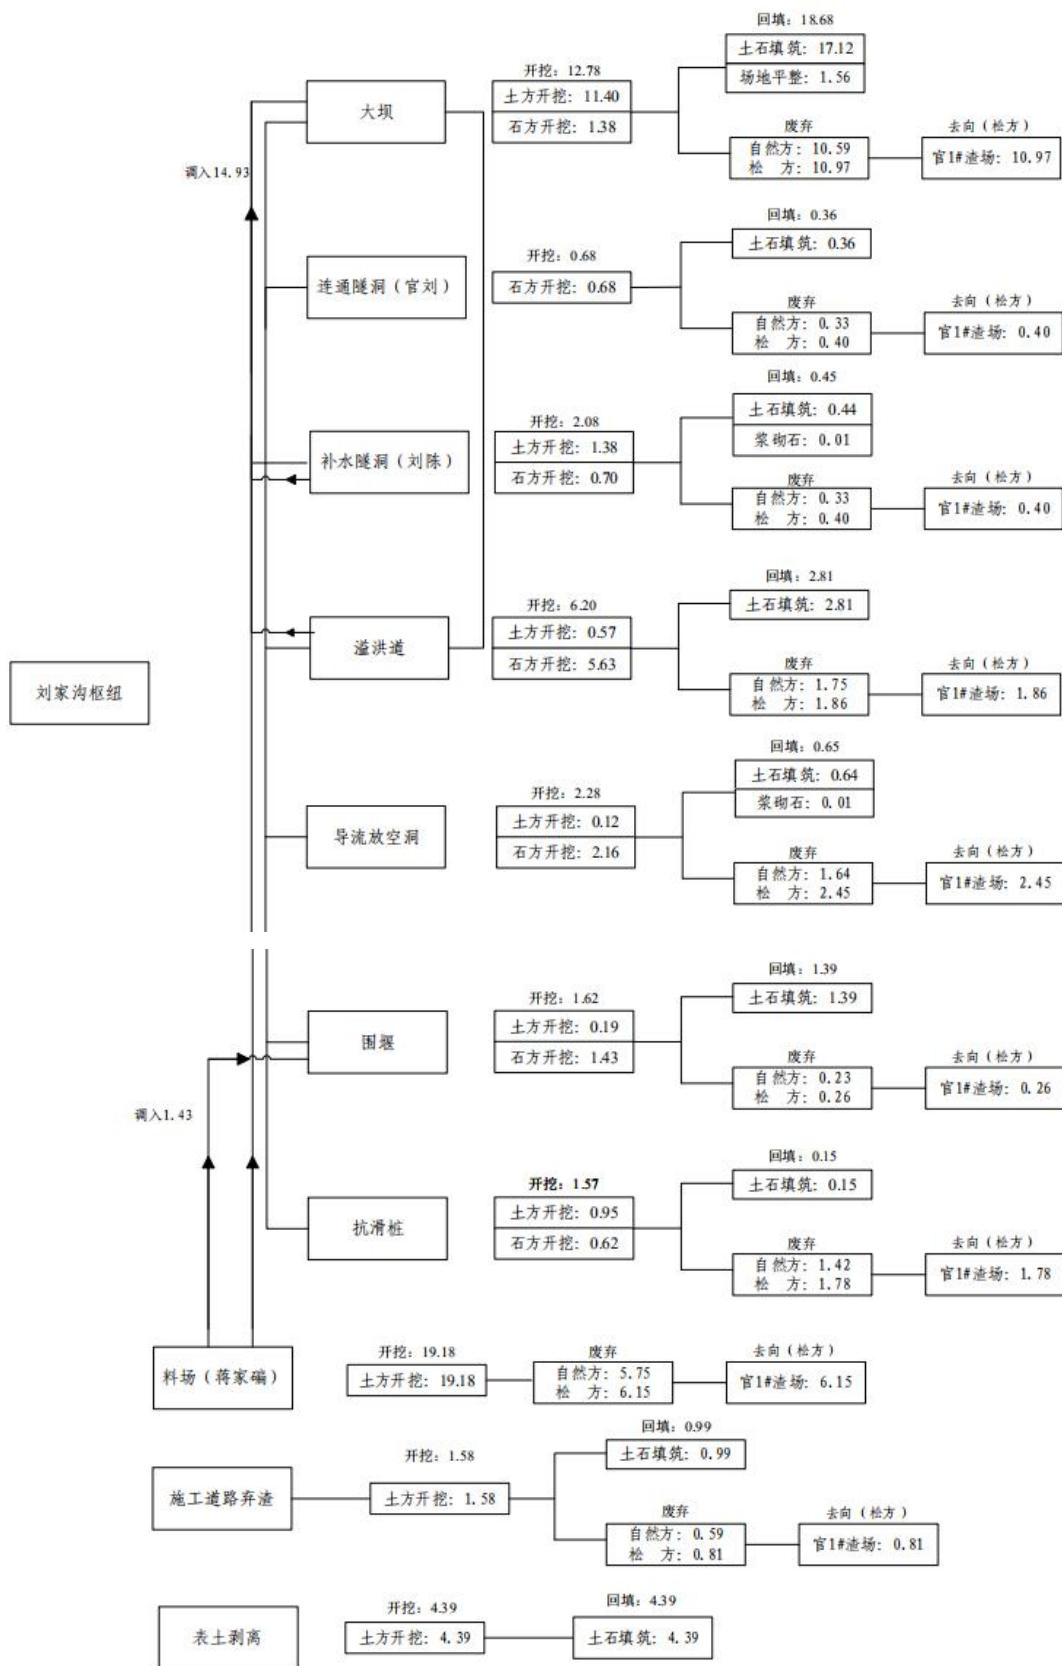 回填：18.68
土石填筑：17.12
场地平整：1.56
开挖：12.78
土方开挖：11.40
石方开挖：1.38
大坝
废弃
自然方：10.59
松　方：10.97
去向（松方）
官1#渣场：10.97
调入14.93
回填：0.36
土石填筑：0.36
开挖：0.68
石方开挖：0.68
连通隧洞（官刘）
废弃
自然方：0.33
松　方：0.40
去向（松方）
官1#渣场：0.40
回填：0.45
土石填筑：0.44
浆砌石：0.01
开挖：2.08
土方开挖：1.38
石方开挖：0.70
补水隧洞（刘陈）
废弃
自然方：0.33
松　方：0.40
去向（松方）
官1#渣场：0.40
回填：2.81
土石填筑：2.81
开挖：6.20
土方开挖：0.57
石方开挖：5.63
溢洪道
废弃
自然方：1.75
松　方：1.86
去向（松方）
官1#渣场：1.86
刘家沟枢纽
回填：0.65
土石填筑：0.64
浆砌石：0.01
开挖：2.28
土方开挖：0.12
石方开挖：2.16
导流放空洞
废弃
自然方：1.64
松　方：2.45
去向（松方）
官1#渣场：2.45
回填：1.39
土石填筑：1.39
开挖：1.62
土方开挖：0.19
石方开挖：1.43
围堰
废弃
自然方：0.23
松　方：0.26
去向（松方）
官1#渣场：0.26
调入1.43
回填：0.15
土石填筑：0.15
开挖：1.57
土方开挖：0.95
石方开挖：0.62
抗滑桩
废弃
自然方：1.42
松　方：1.78
去向（松方）
官1#渣场：1.78
料场（蒋家碥）
开挖：19.18
土方开挖：19.18
废弃
自然方：5.75
松　方：6.15
去向（松方）
官1#渣场：6.15
回填：0.99
土石填筑：0.99
开挖：1.58
土方开挖：1.58
施工道路弃渣
废弃
自然方：0.59
松　方：0.81
去向（松方）
官1#渣场：0.81
表土剥离
开挖：4.39
土方开挖：4.39
回填：4.39
土石填筑：4.39